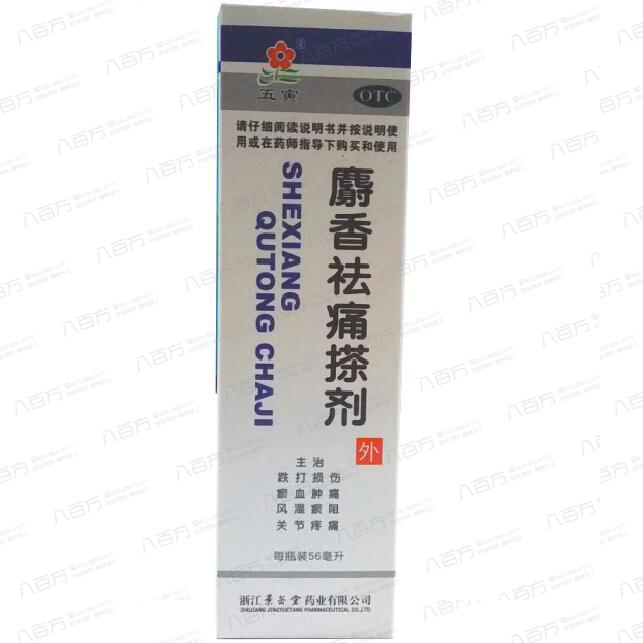 五寅
®
OTC
请仔细阅读说明书并按说明使
用或在药师指导下购买和使用
麝香祛痛搽剂
SHEXIANG
QUTONG CHAJI
外
主治
跌打损伤
瘀血肿痛
风湿瘀阻
关节疼痛
每瓶装56毫升
浙江景岳堂药业有限公司
ZHEJIANG JINGYUETANG PHARMACEUTICAL CO.,LTD.
八百方